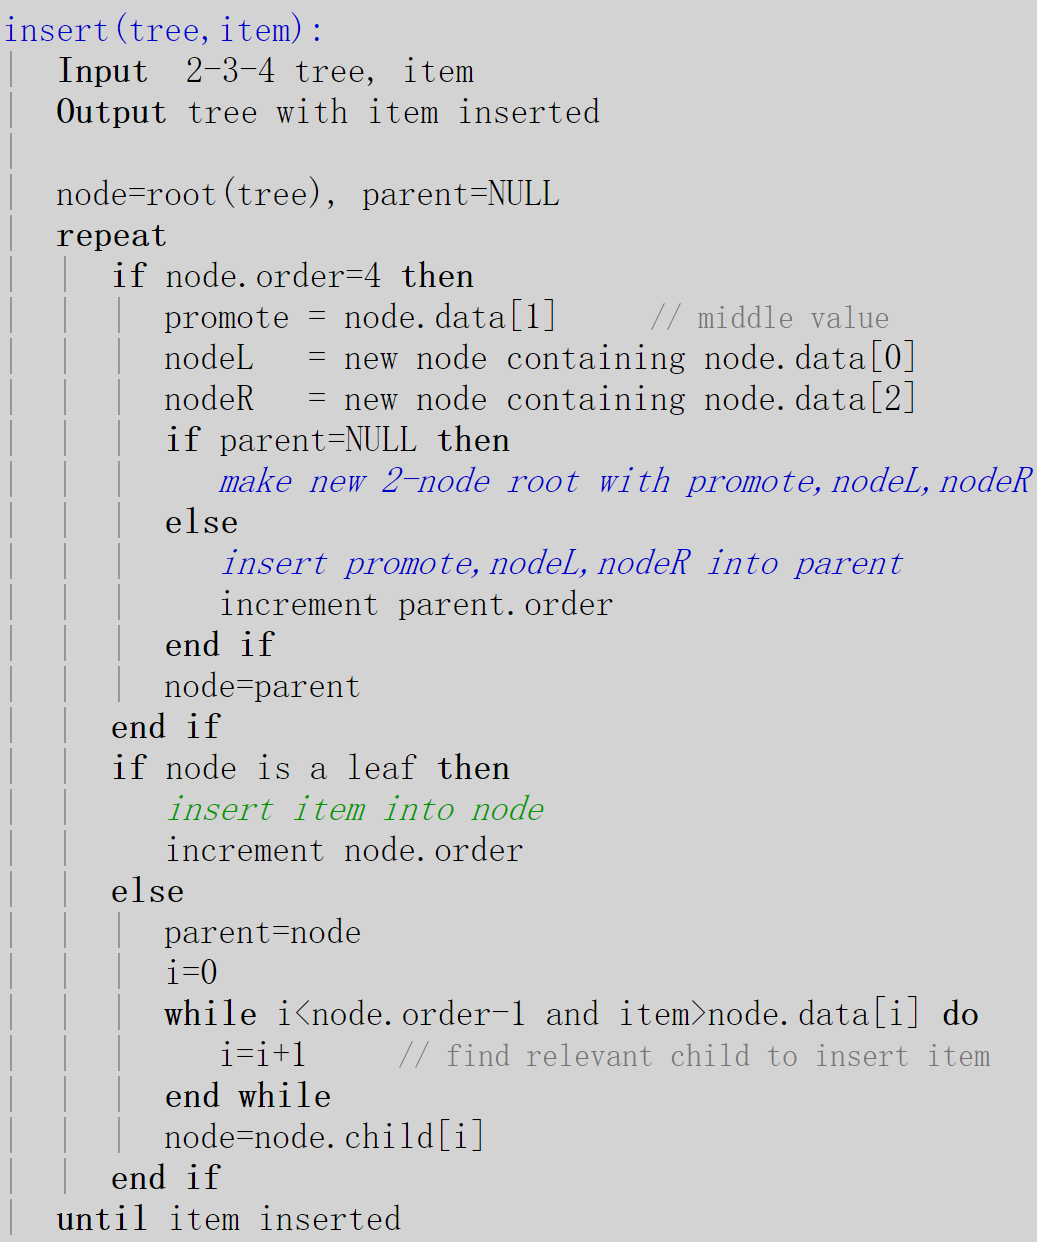 insert(tree,item):
Input 2-3-4 tree, item
Output tree with item inserted
node=root(tree), parent=NULL
repeat
if node.order=4 then
promote = node.data[1] // middle value
nodeL = new node containing node.data[0]
nodeR = new node containing node.data[2]
if parent=NULL then
make new 2-node root with promote,nodeL,nodeR
else
insert promote,nodeL,nodeR into parent
increment parent.order
end if
node=parent
end if
if node is a leaf then
insert item into node
increment node.order
else
parent=node
i=0
while i<node.order-1 and item>node.data[i] do
i=i+1 // find relevant child to insert item
end while
node=node.child[i]
end if
until item inserted